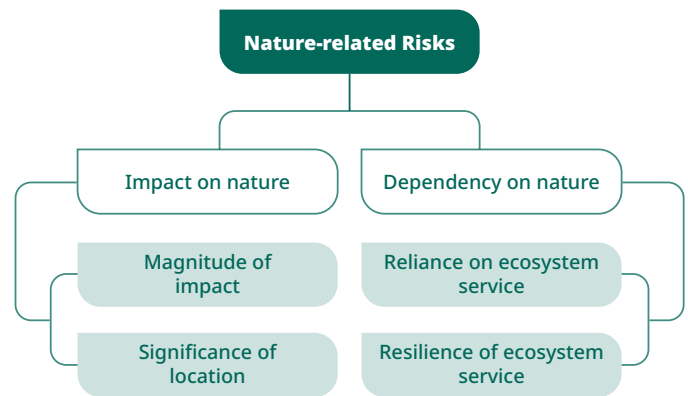 Nature-related Risks
Impact on nature
Dependency on nature
Magnitude of
impact
Reliance on ecosystem
service
Significance of
location
Resilience of ecosystem
service